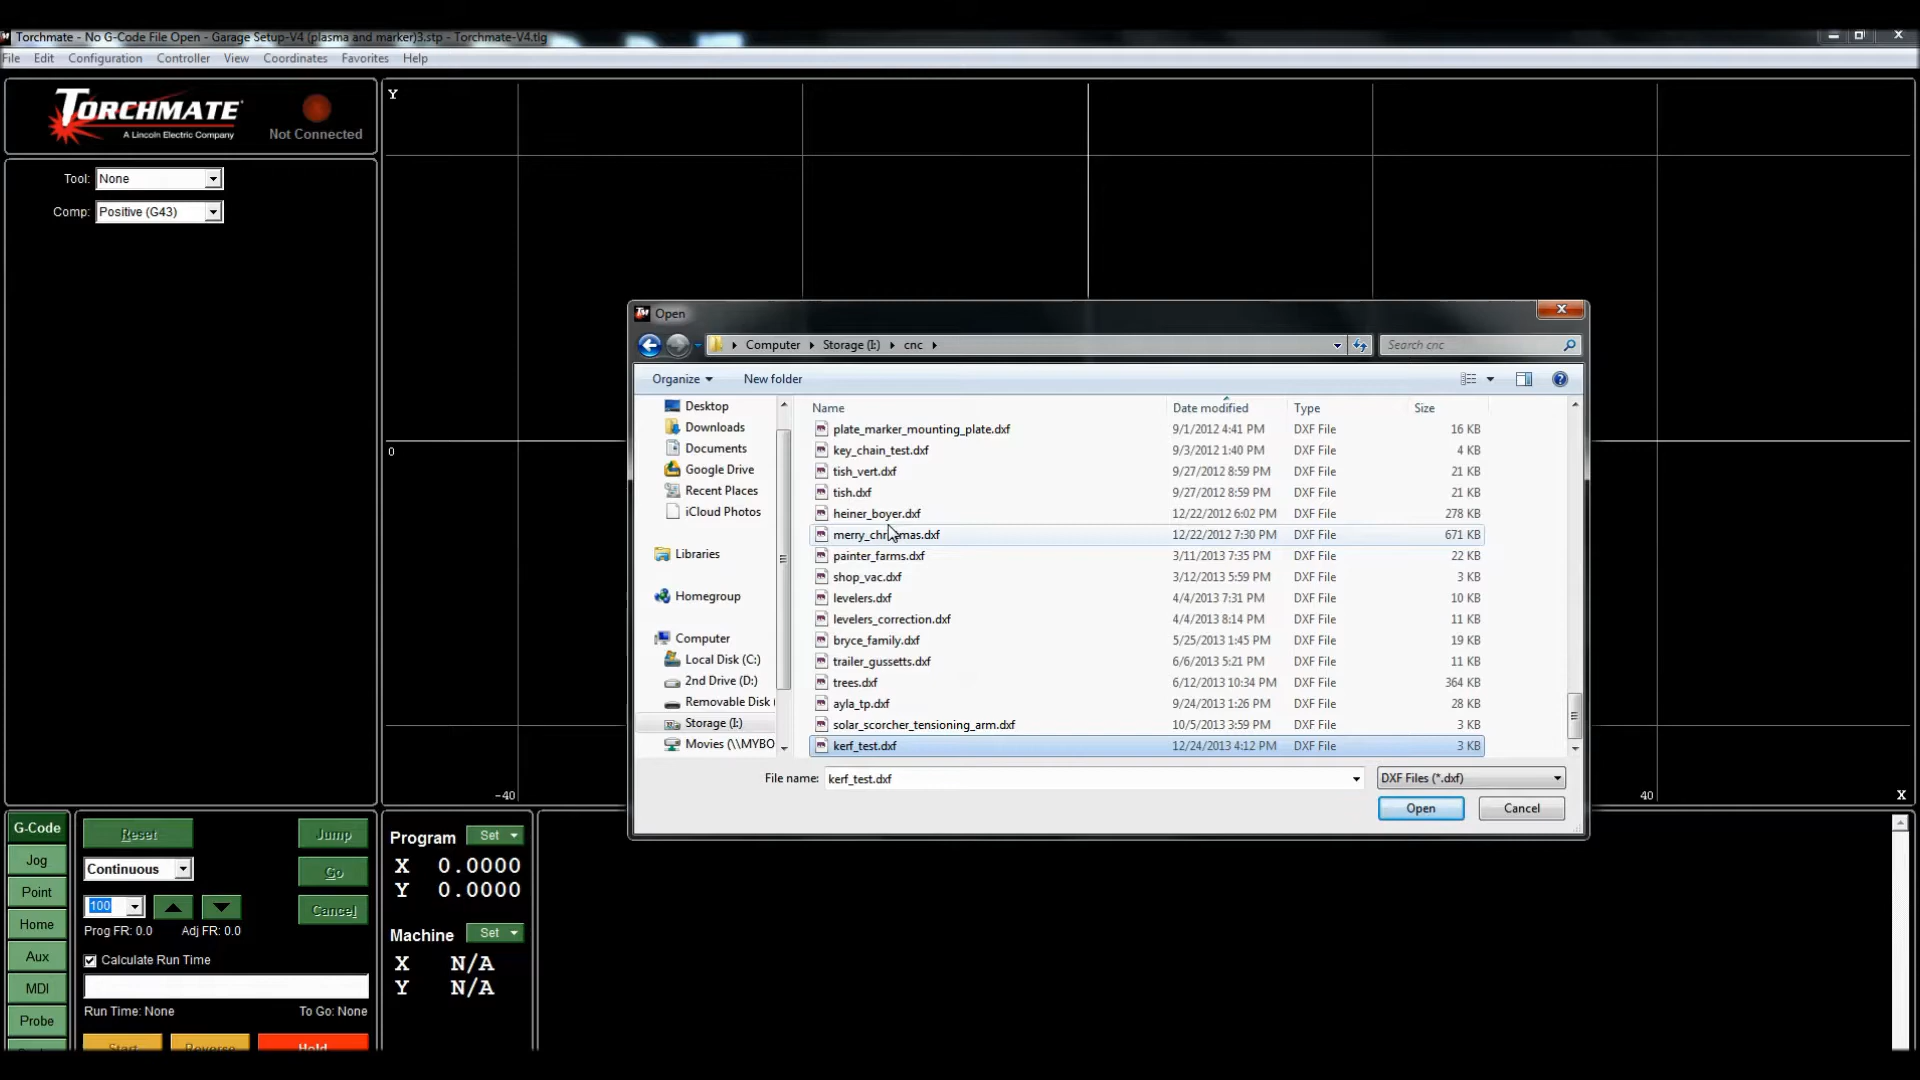 Torchmate - No G-Code File Open - Garage Setup-V4 (plasma and marker)3.stp - Torchmate-V4.tig
File Edit Configuration Controller View Coordinates Favorites Help
TORCHMATE
A Lincoln Electric Company
Not Connected
Tool: None
Comp: Positive (G43)
Y
0
-40
40
X
Open
Computer Storage (I:) cnc
Search cnc
Organize New folder
Desktop
Downloads
Documents
Google Drive
Recent Places
iCloud Photos
Libraries
Homegroup
Computer
Local Disk (C:)
2nd Drive (D:)
Removable Disk
Storage (I:)
Movies (\\MYBO
Name Date modified Type Size
plate_marker_mounting_plate.dxf 9/1/2012 4:41 PM DXF File 16 KB
key_chain_test.dxf 9/3/2012 1:40 PM DXF File 4 KB
tish_vert.dxf 9/27/2012 8:59 PM DXF File 21 KB
tish.dxf 9/27/2012 8:59 PM DXF File 21 KB
heiner_boyer.dxf 12/22/2012 6:02 PM DXF File 278 KB
12/22/2012 7:30 PM DXF File 671 KB
painter_farms.dxf 3/11/2013 7:35 PM DXF File 22 KB
shop_vac.dxf 3/12/2013 5:59 PM DXF File 3 KB
levelers.dxf 4/4/2013 7:31 PM DXF File 10 KB
levelers_correction.dxf 4/4/2013 8:14 PM DXF File 11 KB
bryce_family.dxf 5/25/2013 1:45 PM DXF File 19 KB
trailer_gussetts.dxf 6/6/2013 5:21 PM DXF File 11 KB
trees.dxf 6/12/2013 10:34 PM DXF File 364 KB
ayla_tp.dxf 9/24/2013 1:26 PM DXF File 28 KB
solar_scorcher_tensioning_arm.dxf 10/5/2013 3:59 PM DXF File 3 KB
kerf_test.dxf 12/24/2013 4:12 PM DXF File 3 KB
File name: kerf_test.dxf
DXF Files (*.dxf)
Open Cancel
G-Code
Jog
Point
Home
Aux
MDI
Probe
Reset
Jump
Continuous
Go
100
Cancel
Prog FR: 0.0 Adj FR: 0.0
Calculate Run Time
Run Time: None To Go: None
Start Reverse Hold
Program Set
X 0.0000
Y 0.0000
Machine Set
X N/A
Y N/A